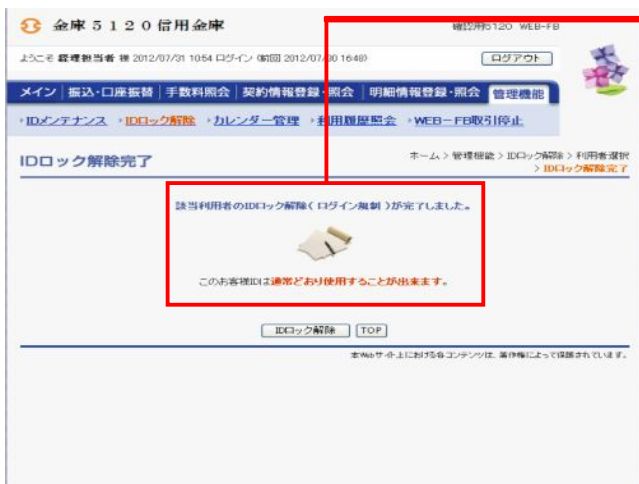 金庫5120信用金庫
確認用5120 WEB-FB
ようこそ 経理担当者 様 2012/07/31 10:54 ログイン (前回 2012/07/30 16:48)
ログアウト
メイン 振込・口座振替 手数料照会 契約情報登録・照会 明細情報登録・照会 管理機能
IDメンテナンス IDロック解除 カレンダー管理 利用履歴照会 WEB-FB取引停止
IDロック解除完了
ホーム > 管理機能 > IDロック解除 > 利用者選択
> IDロック解除完了
該当利用者のIDロック解除(ログイン規制)が完了しました。
このお客様IDは通常どおり使用することが出来ます。
IDロック解除 TOP
本Webサイト上における各コンテンツは、著作権によって保護されています。